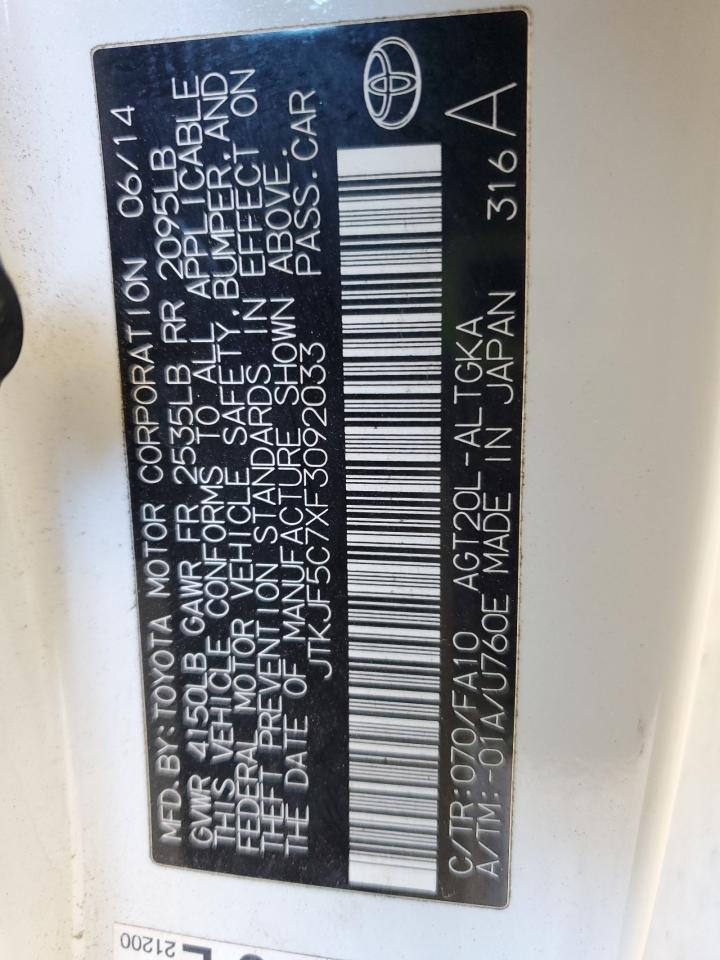 MFD.BY:TOYOTA MOTOR CORPORATION 06/14
GVWR 4150LB GAWR FR 2535LB RR 2095LB
THIS VEHICLE CONFORMS TO ALL APPLICABLE
FEDERAL MOTOR VEHICLE SAFETY,BUMPER,AND
THEFT PREVENTION STANDARDS IN EFFECT ON
THE DATE OF MANUFACTURE SHOWN ABOVE.
JTKJF5C7XF3092033 PASS.CAR
C/TR:070/FA10 AGT20L-ALTGKA
A/TM:-01A/U760E MADE IN JAPAN 316 A
21200